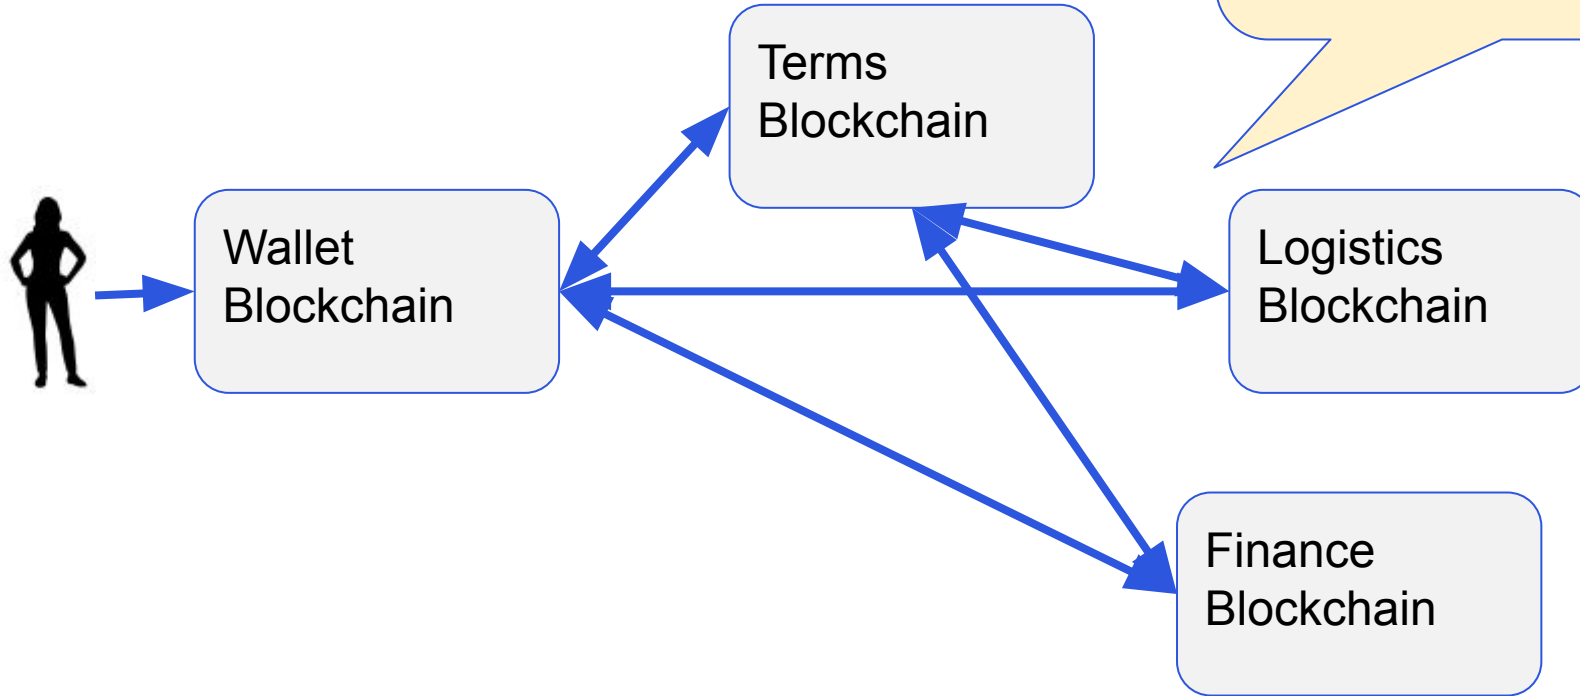 Terms
Blockchain
Wallet
Blockchain
Logistics
Blockchain
Finance
Blockchain